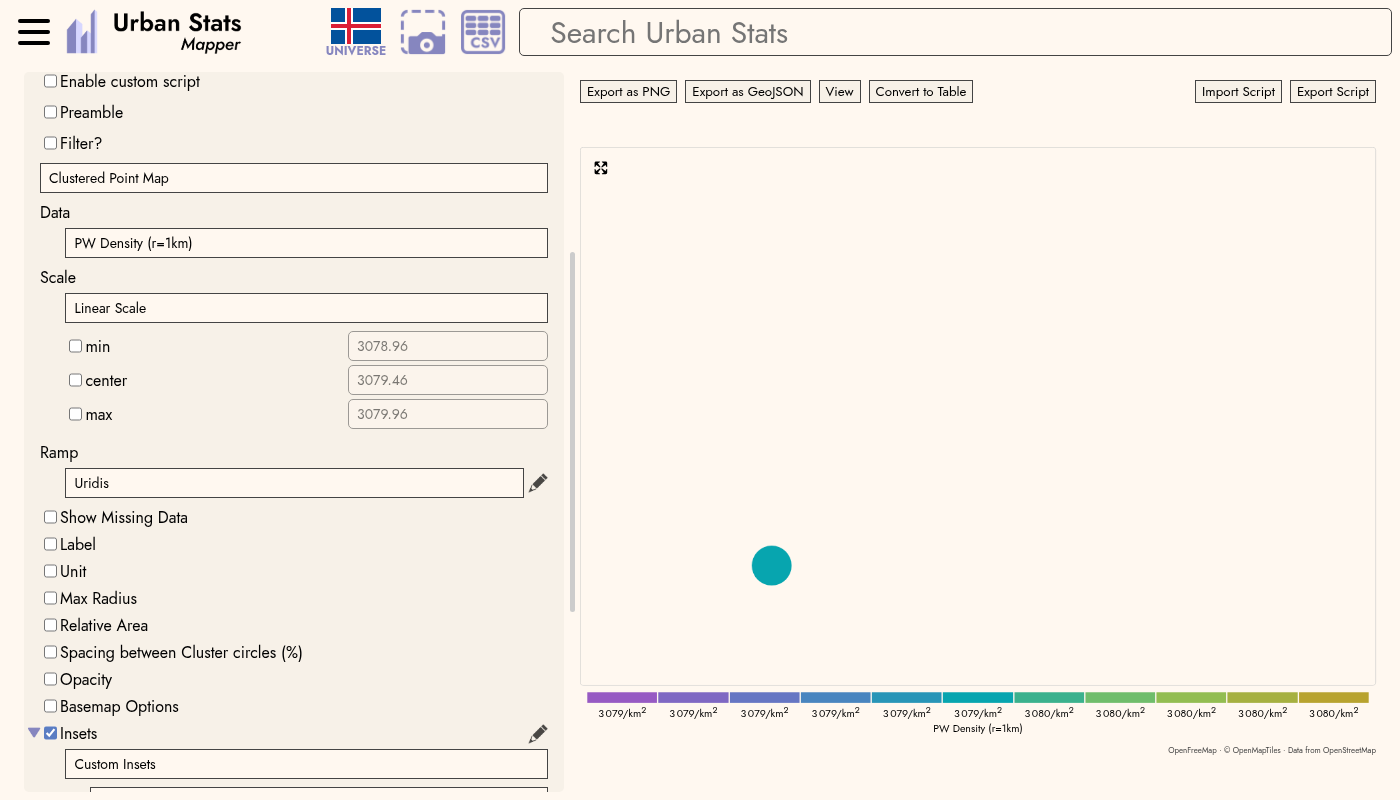 Urban Stats
Mapper
UNIVERSE
CSV
Search Urban Stats
Enable custom script
Preamble
Filter?
Clustered Point Map
Data
PW Density (r=1km)
Scale
Linear Scale
min
3078.96
center
3079.46
max
3079.96
Ramp
Uridis
Show Missing Data
Label
Unit
Max Radius
Relative Area
Spacing between Cluster circles (%)
Opacity
Basemap Options
Insets
Custom Insets
Export as PNG
Export as GeoJSON
View
Convert to Table
Import Script
Export Script
3079/km² 3079/km² 3079/km² 3079/km² 3079/km² 3079/km² 3080/km² 3080/km² 3080/km² 3080/km² 3080/km²
PW Density (r=1km)
OpenFreeMap · © OpenMapTiles · Data from OpenStreetMap